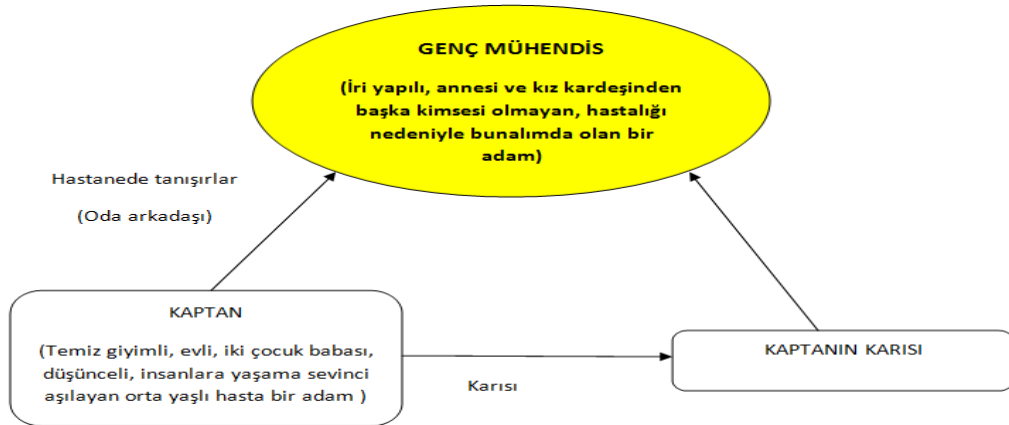 GENÇ MÜHENDİS
(İri yapılı, annesi ve kız kardeşinden
başka kimsesi olmayan, hastalığı
nedeniyle bunalımda olan bir
adam)
Hastanede tanışırlar
(Oda arkadaşı)
KAPTAN
(Temiz giyimli, evli, iki çocuk babası,
düşünceli, insanlara yaşama sevinci
aşılayan orta yaşlı hasta bir adam )
Karısı
KAPTANIN KARISI